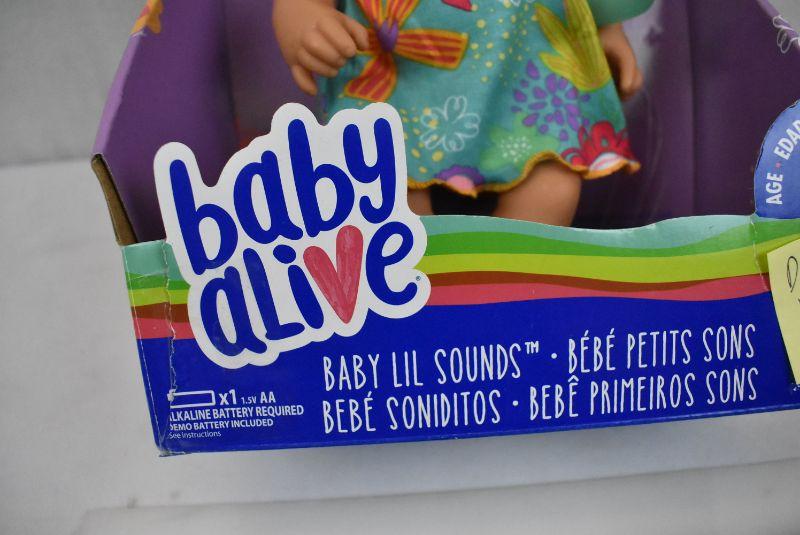 baby
alive®
BABY LIL SOUNDS™ • BÉBÉ PETITS SONS
BEBÉ SONIDITOS • BEBÊ PRIMEIROS SONS
x1 1.5V AA
ALKALINE BATTERY REQUIRED
DEMO BATTERY INCLUDED
See instructions
AGE • EDAD